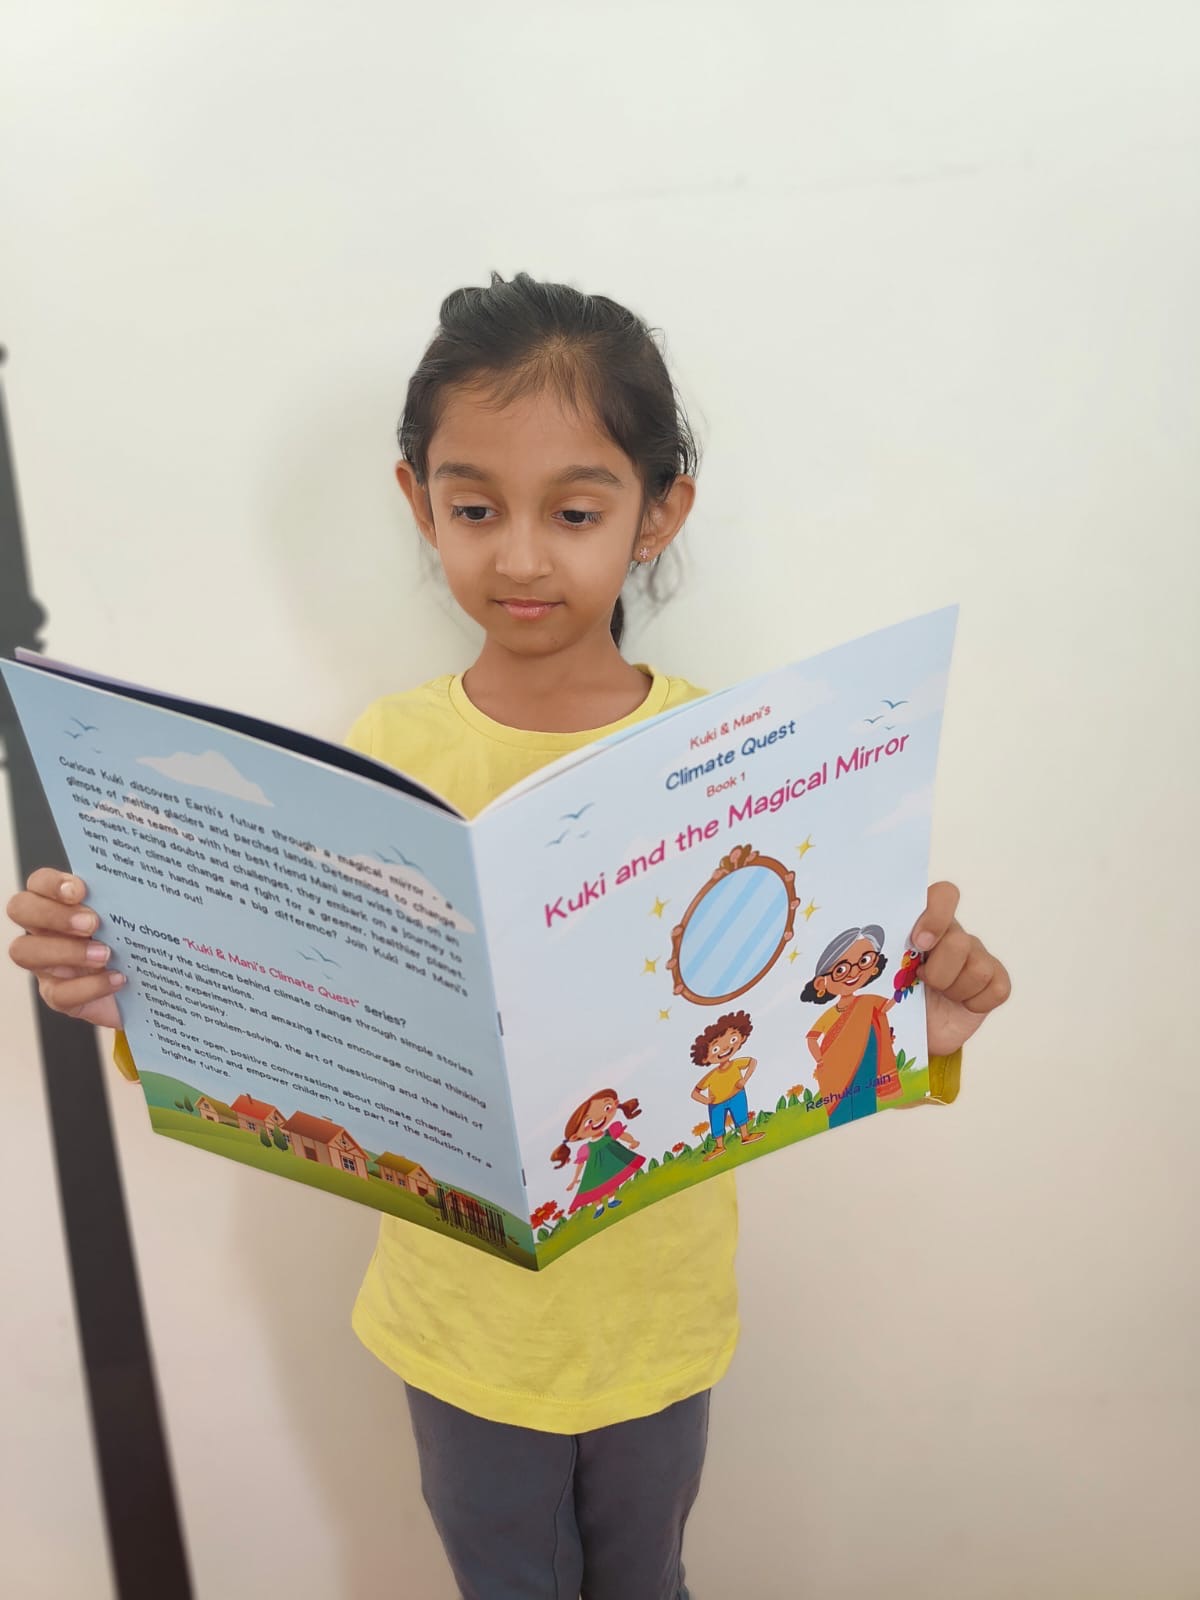 Curious Kuki discovers Earth's future through a magical mirror - a
glimpse of melting glaciers and parched lands. Determined to change
this vision, she teams up with her best friend Mani and wise Dadi on an
eco-quest. Facing doubts and challenges, they embark on a journey to
learn about climate change and fight for a greener, healthier planet.
Will their little hands make a big difference? Join Kuki and Mani's
adventure to find out!
Why choose "Kuki & Mani's Climate Quest" series?
• Demystify the science behind climate change through simple stories
and beautiful illustrations.
• Activities, experiments, and amazing facts encourage critical thinking
and build curiosity.
• Emphasis on problem-solving, the art of questioning and the habit of
reading.
• Bond over open, positive conversations about climate change
• Inspires action and empower children to be part of the solution for a
brighter future.
Kuki & Mani's
Climate Quest
Book 1
Kuki and the Magical Mirror
Reshuka Jain